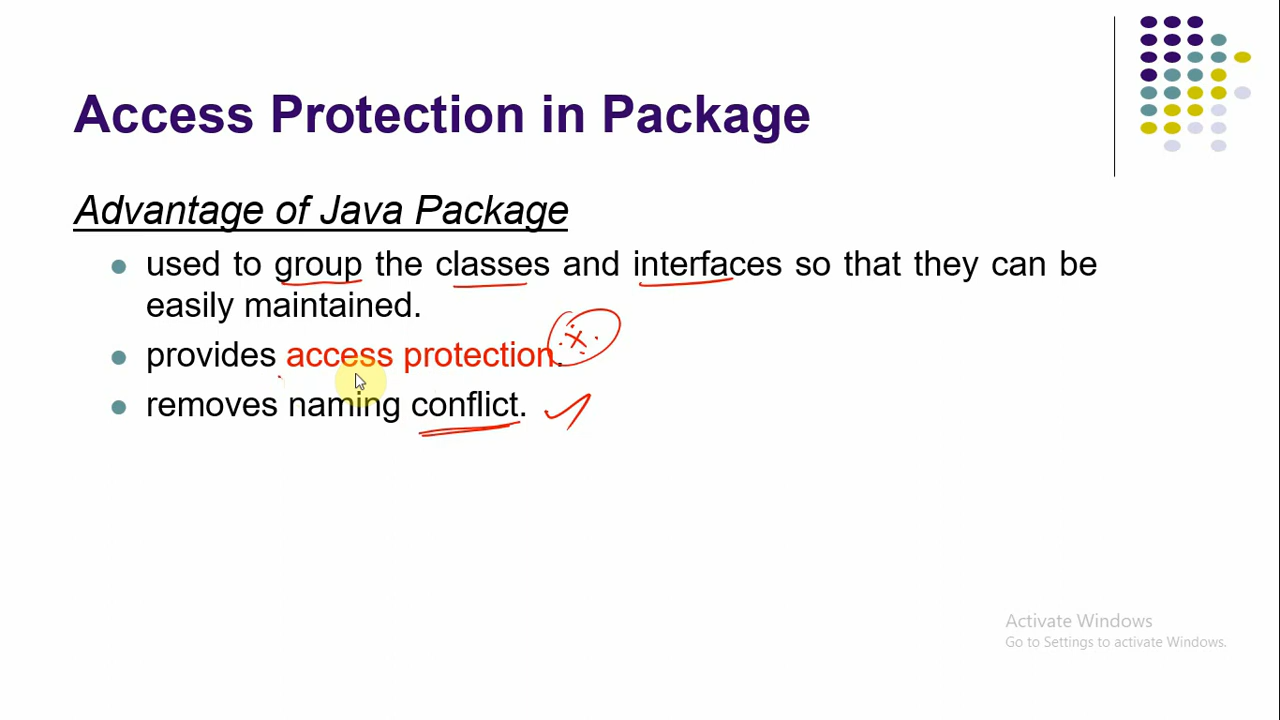 Access Protection in Package
Advantage of Java Package
used to group the classes and interfaces so that they can be
easily maintained.
provides access protection.
removes naming conflict.
Activate Windows
Go to Settings to activate Windows.